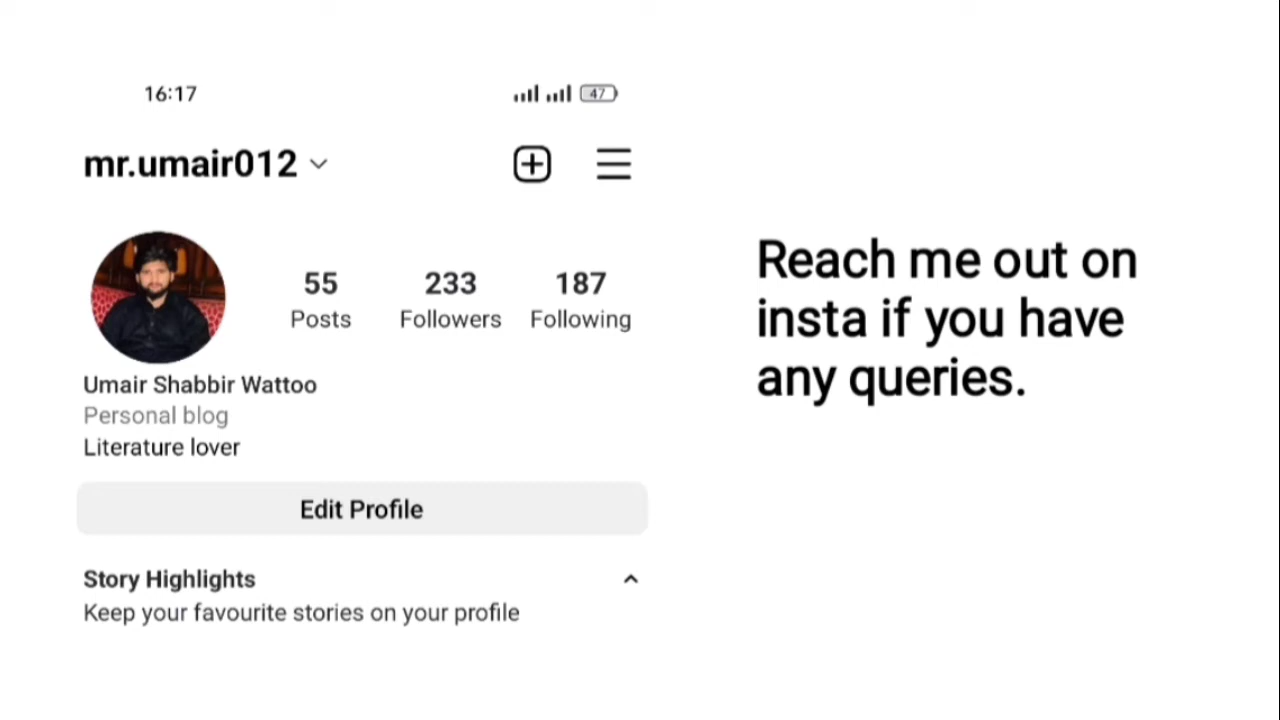 16:17
47
mr.umair012
55
233
187
Posts
Followers
Following
Umair Shabbir Wattoo
Personal blog
Literature lover
Edit Profile
Story Highlights
Keep your favourite stories on your profile
Reach me out on
insta if you have
any queries.